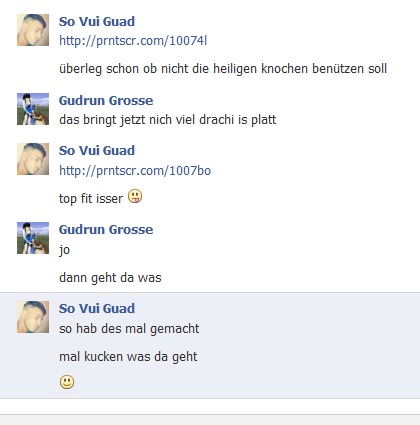 So Vui Guad
http://prntscr.com/10074l
überleg schon ob nicht die heiligen knochen benützen soll
Gudrun Grosse
das bringt jetzt nich viel drachi is platt
So Vui Guad
http://prntscr.com/1007bo
top fit isser
Gudrun Grosse
jo
dann geht da was
So Vui Guad
so hab des mal gemacht
mal kucken was da geht